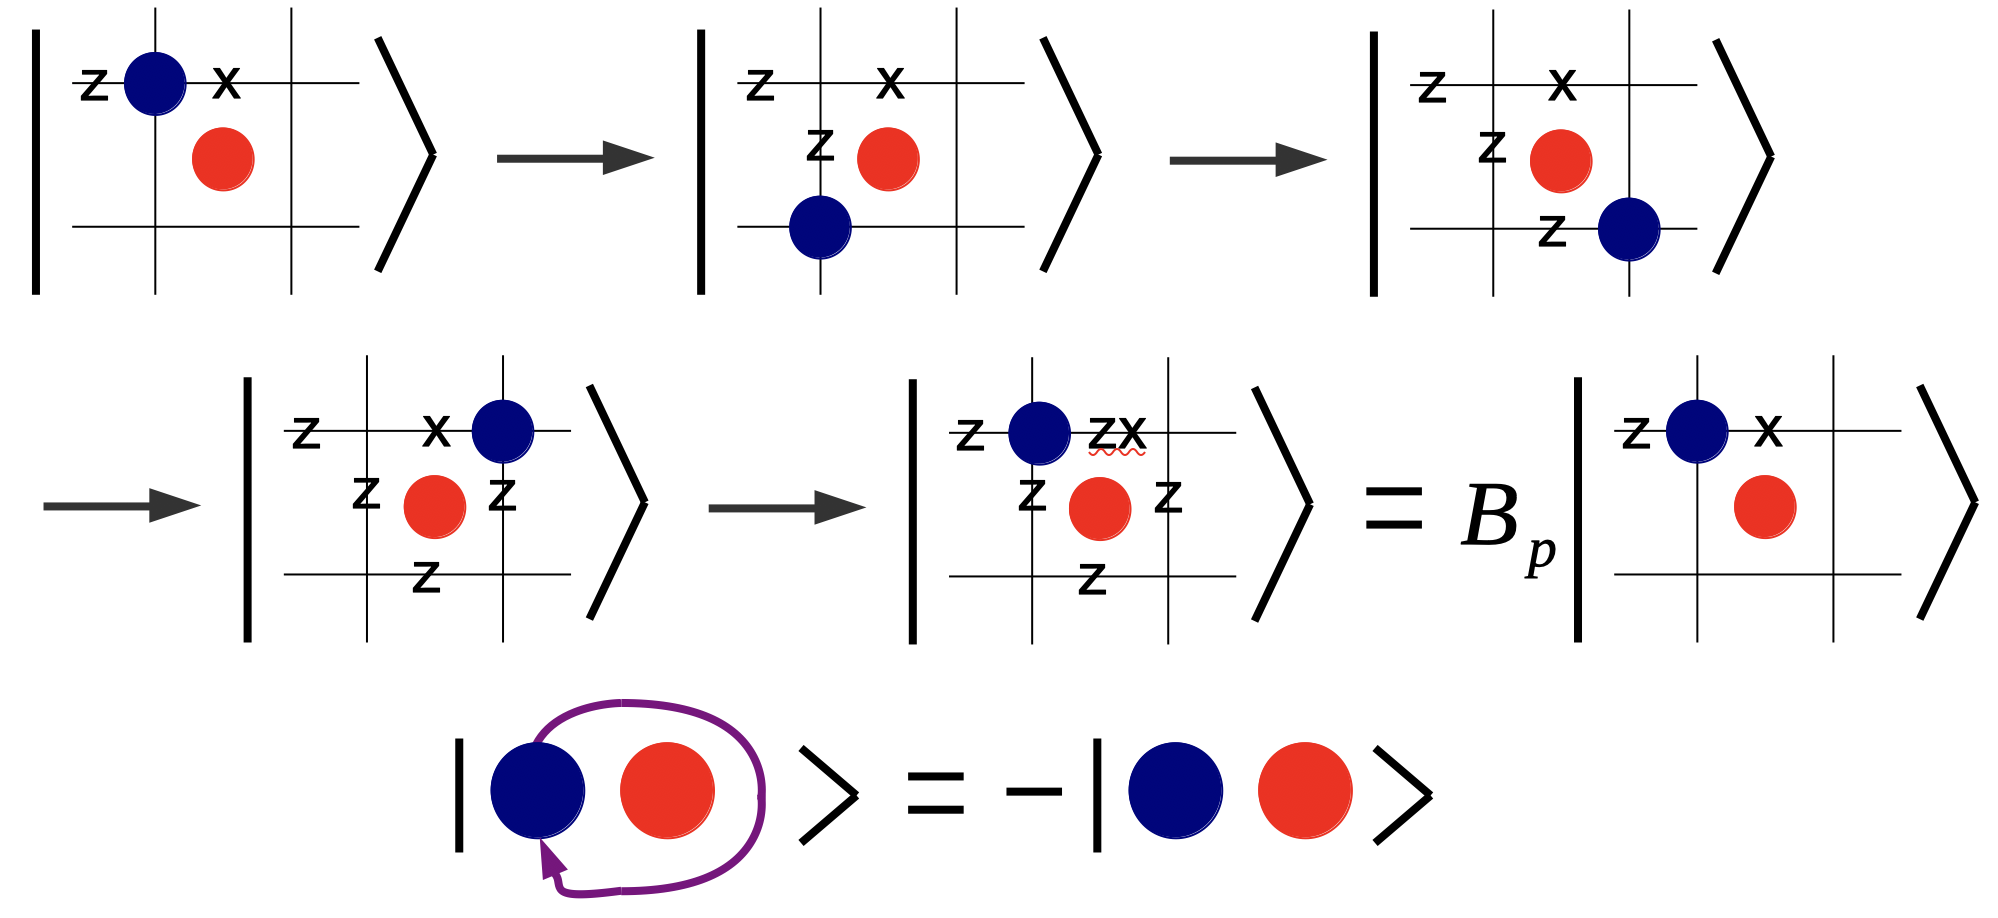 | Z X ⟩ → | Z X Z ⟩ → | Z X Z Z ⟩
→ | Z X Z Z Z ⟩ → | Z ZX Z Z Z ⟩ = B_p | Z X ⟩
| ⟩ = − | ⟩